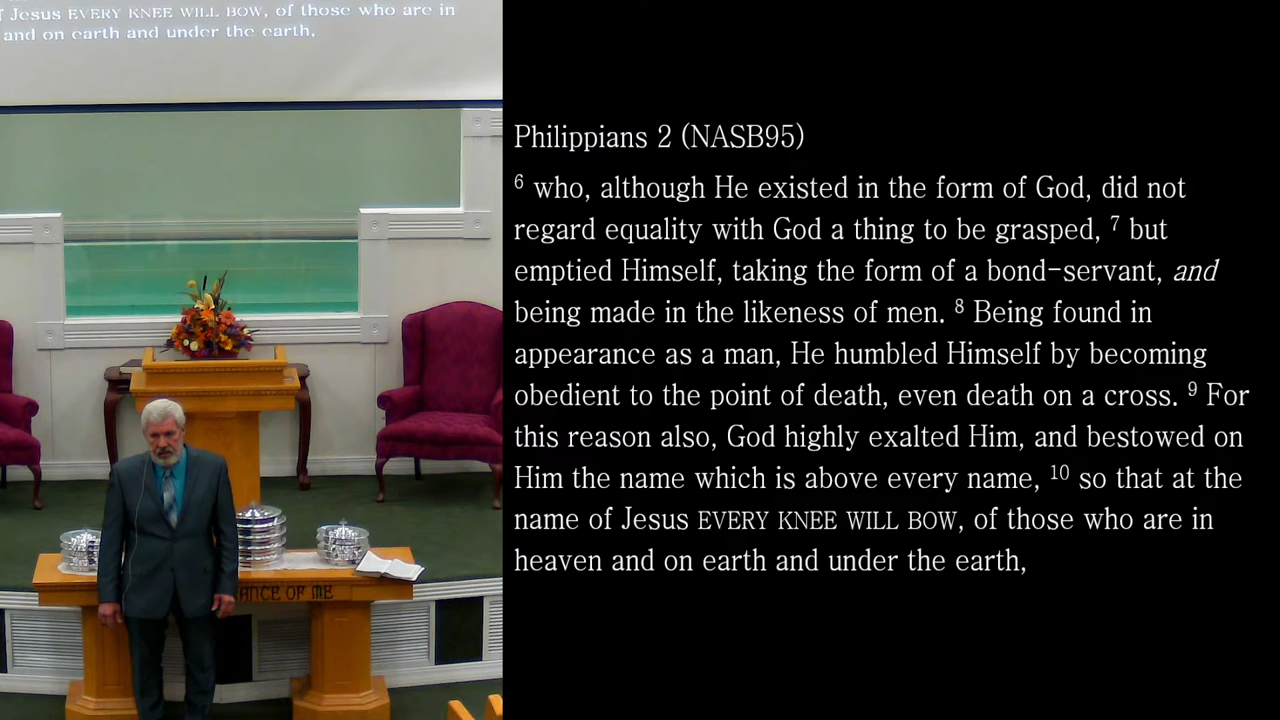 f Jesus EVERY KNEE WILL BOW, of those who are in
and on earth and under the earth,
ANCE OF ME
Philippians 2 (NASB95)
6 who, although He existed in the form of God, did not
regard equality with God a thing to be grasped, 7 but
emptied Himself, taking the form of a bond-servant, and
being made in the likeness of men. 8 Being found in
appearance as a man, He humbled Himself by becoming
obedient to the point of death, even death on a cross. 9 For
this reason also, God highly exalted Him, and bestowed on
Him the name which is above every name, 10 so that at the
name of Jesus EVERY KNEE WILL BOW, of those who are in
heaven and on earth and under the earth,